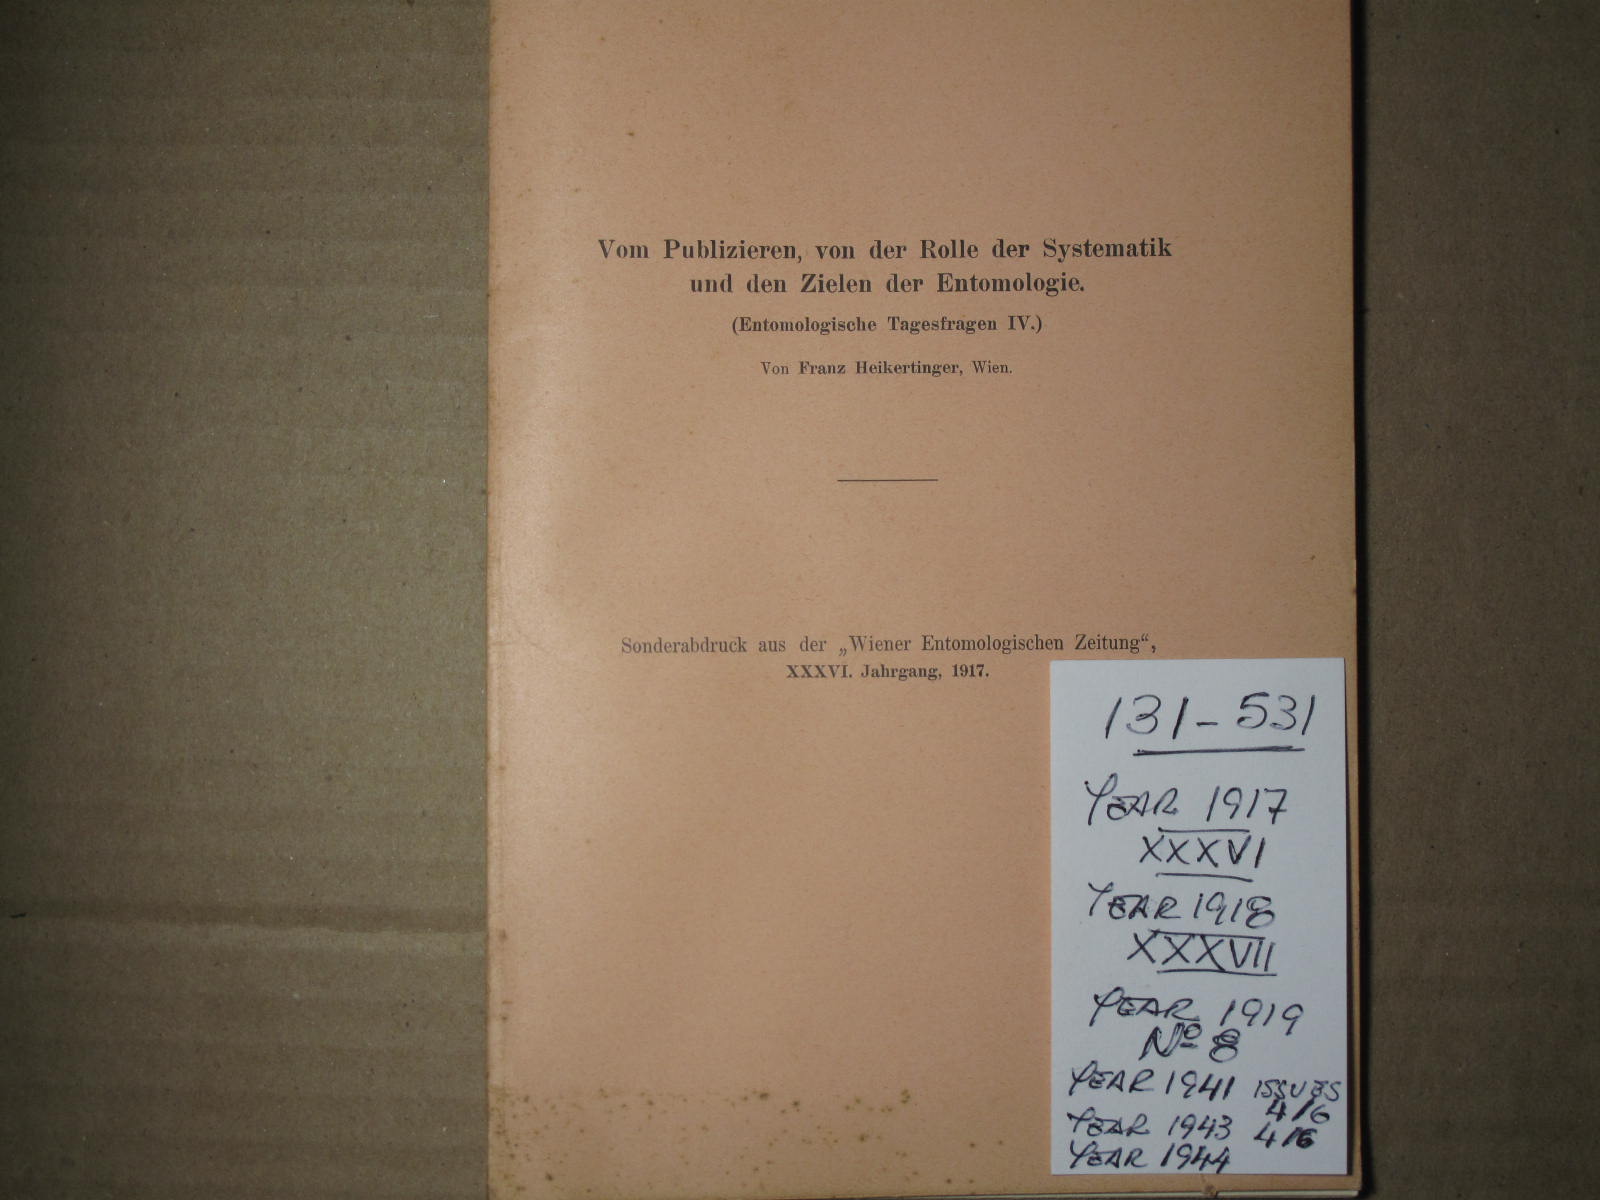 Vom Publizieren, von der Rolle der Systematik
und den Zielen der Entomologie.
(Entomologische Tagesfragen IV.)
Von Franz Heikertinger, Wien.
Sonderabdruck aus der „Wiener Entomologischen Zeitung“,
XXXVI. Jahrgang, 1917.
131-531
YEAR 1917
XXXVI
YEAR 1918
XXXVII
YEAR 1919
Nº 8
YEAR 1941 ISSUES
4/6
YEAR 1943 4/6
YEAR 1944